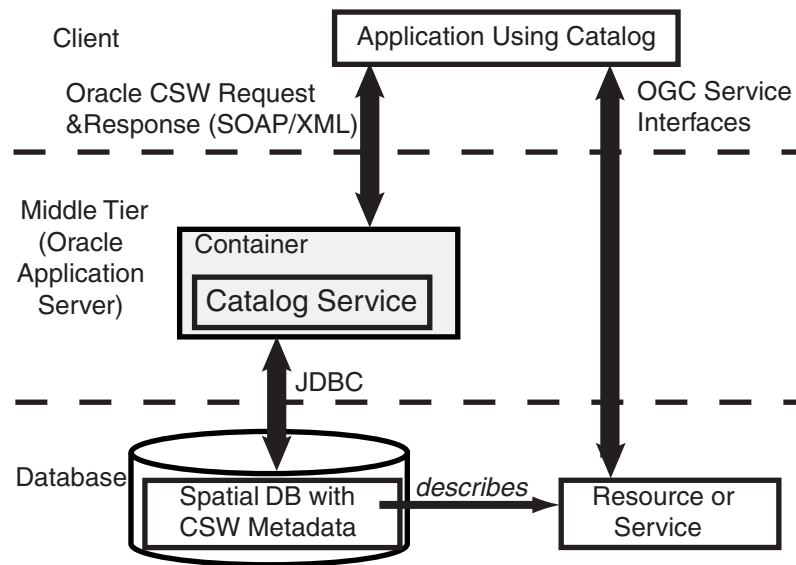 Client
Application Using Catalog
Oracle CSW Request
&Response (SOAP/XML)
OGC Service
Interfaces
Middle Tier
(Oracle
Application
Server)
Container
Catalog Service
JDBC
Database
Spatial DB with
CSW Metadata
describes
Resource or
Service